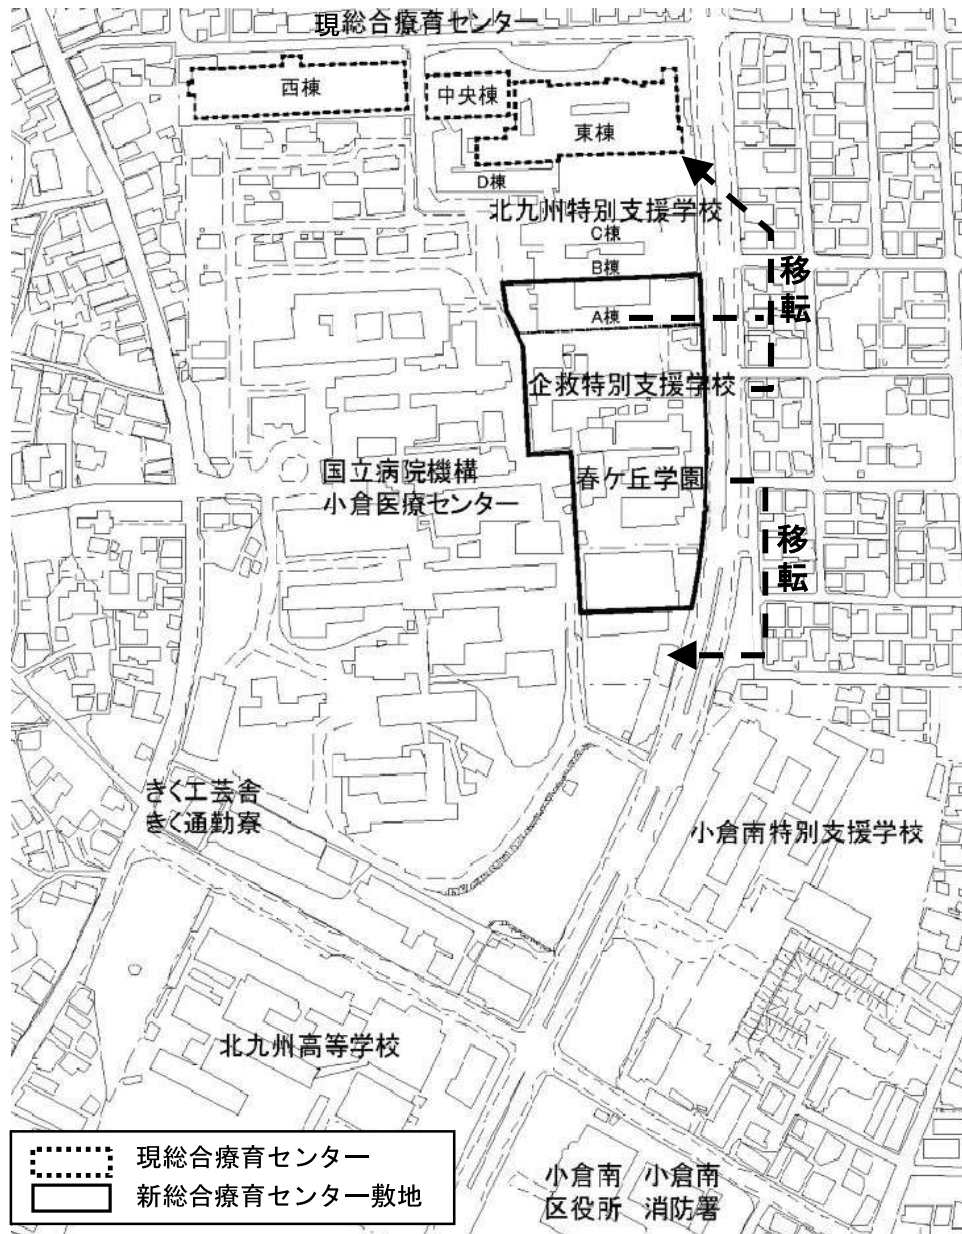 現総合療育センター
西棟
中央棟
東棟
D棟
北九州特別支援学校
C棟
B棟
A棟
移転
企救特別支援学校
国立病院機構
小倉医療センター
春ケ丘学園
移転
きく工芸舎
きく通勤寮
小倉南特別支援学校
北九州高等学校
小倉南
区役所
小倉南
消防署
現総合療育センター
新総合療育センター敷地